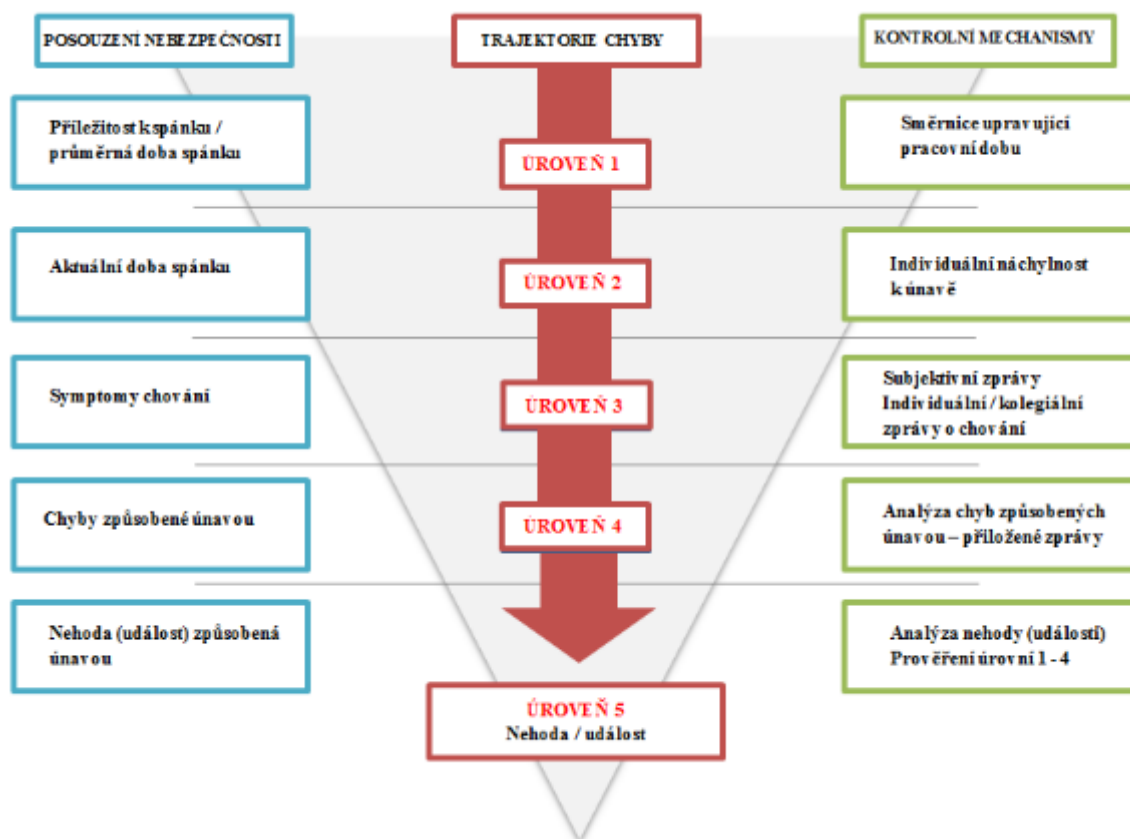 POSOUZENÍ NEBEZPEČNOSTI
TRAJEKTORIE CHYBY
KONTROLNÍ MECHANISMY
Příležitost k spánku /
průměrná doba spánku
ÚROVEŇ 1
Směrnice upravující
pracovní dobu
Aktuální doba spánku
ÚROVEŇ 2
Individuální náchylnost
k únavě
Symptomy chování
ÚROVEŇ 3
Subjektivní zprávy
Individuální / kolegiální
zprávy o chování
Chyby způsobené únavou
ÚROVEŇ 4
Analýza chyb způsobených
únavou – přiložené zprávy
Nehoda (událost) způsobená
únavou
Analýza nehody (událostí)
Prověření úrovní 1 - 4
ÚROVEŇ 5
Nehoda / událost